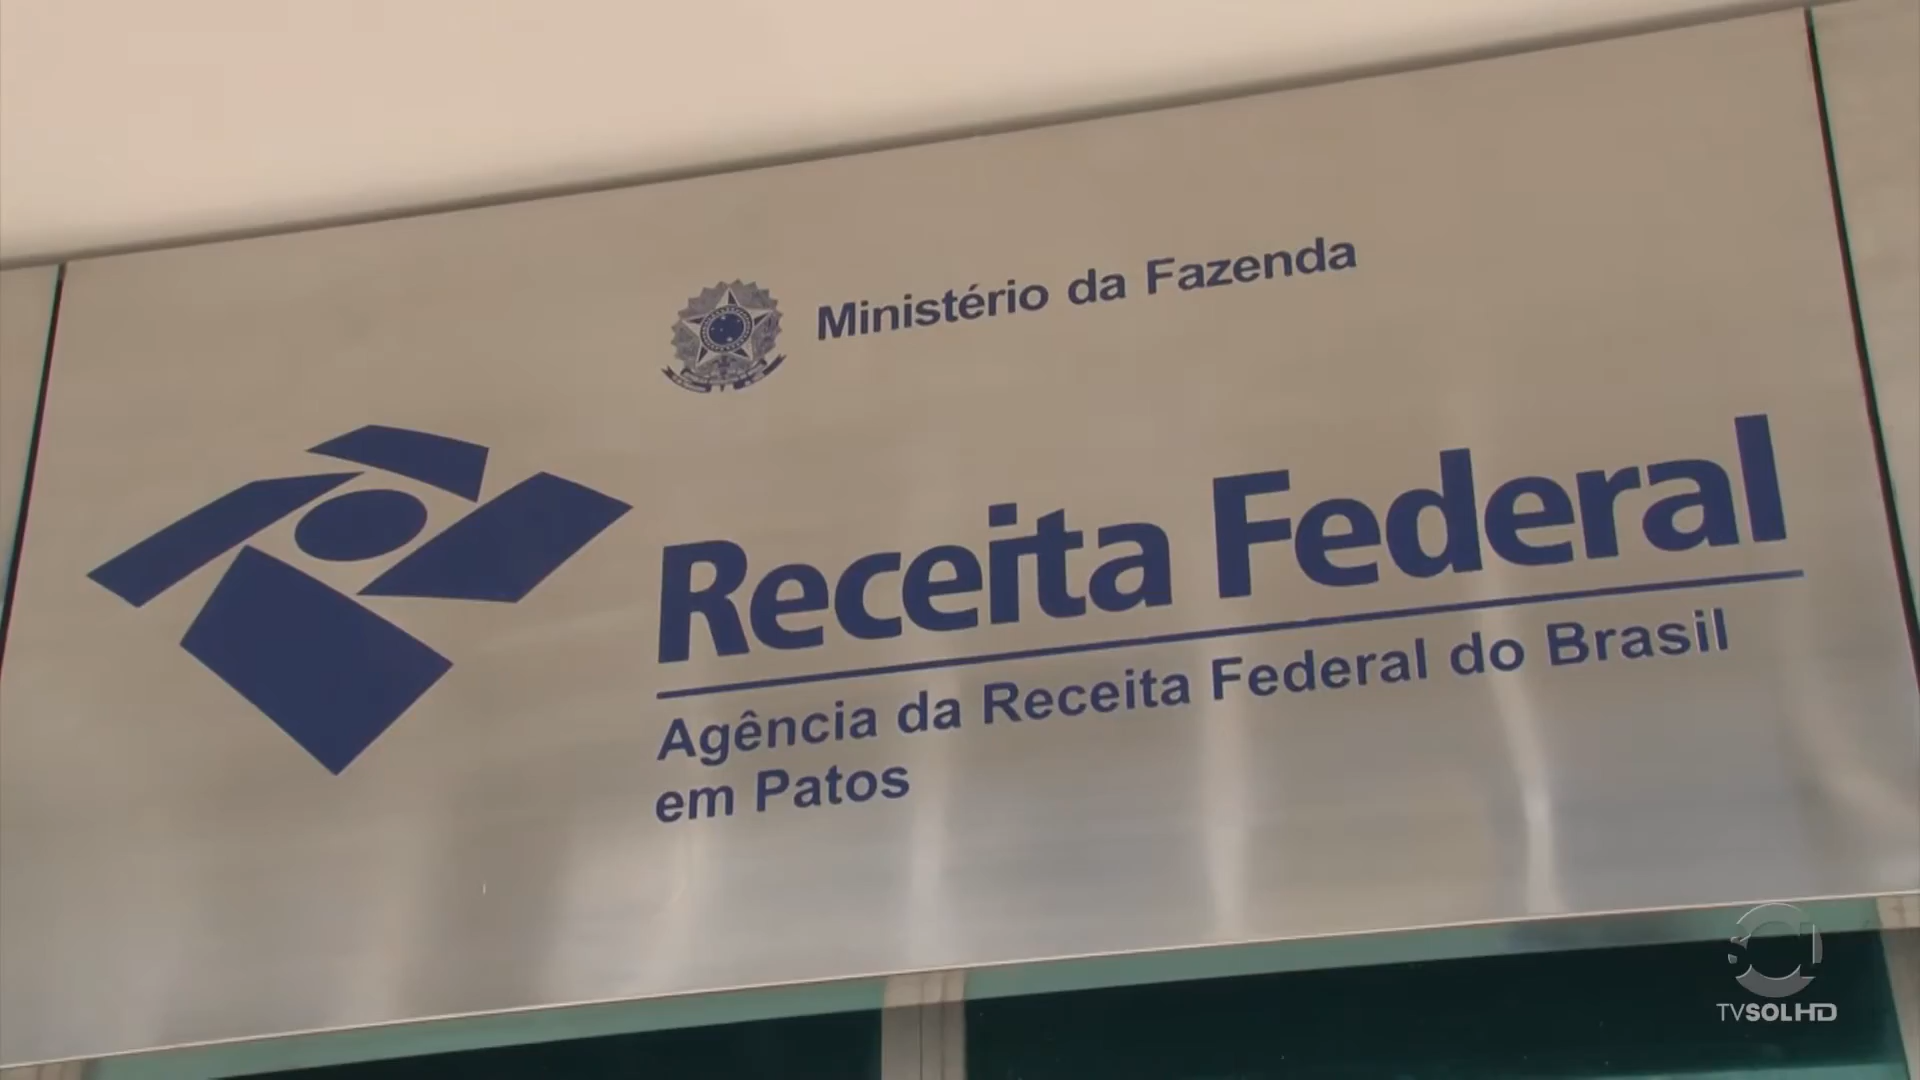 Ministério da Fazenda
Receita Federal
Agência da Receita Federal do Brasil
em Patos
TVSOLHD